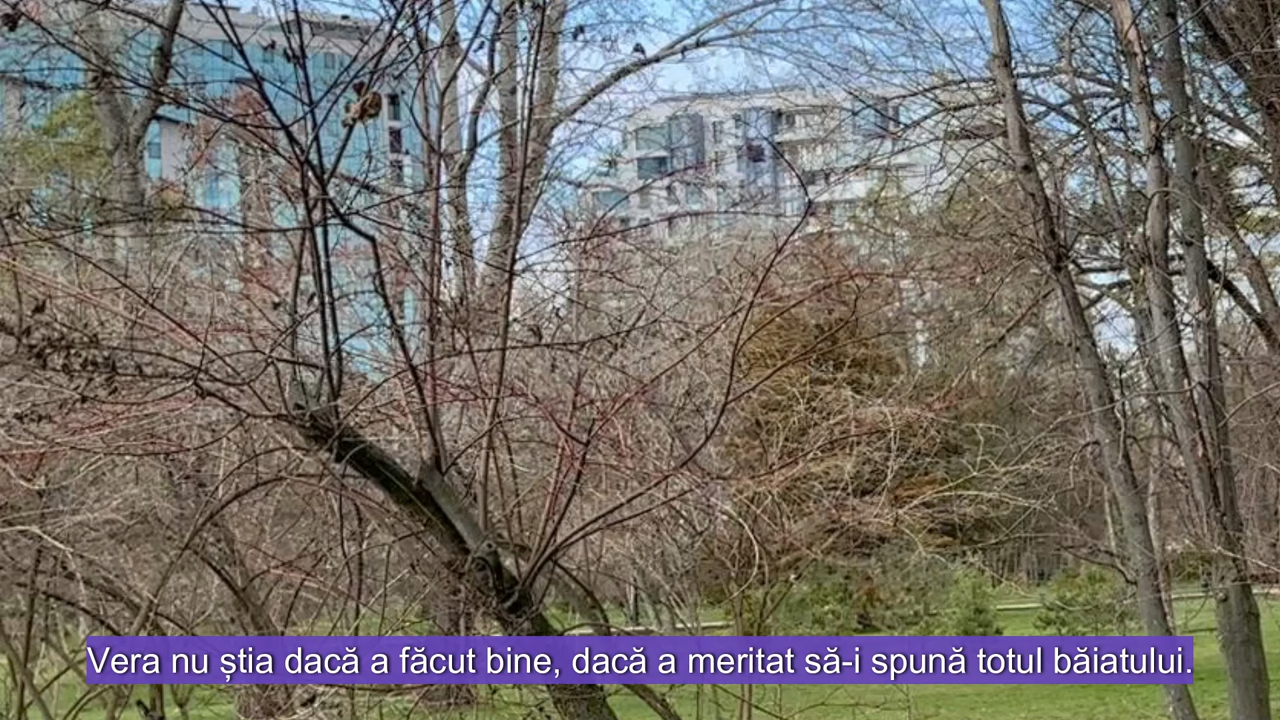 Vera nu știa dacă a făcut bine, dacă a meritat să-i spună totul băiatului.